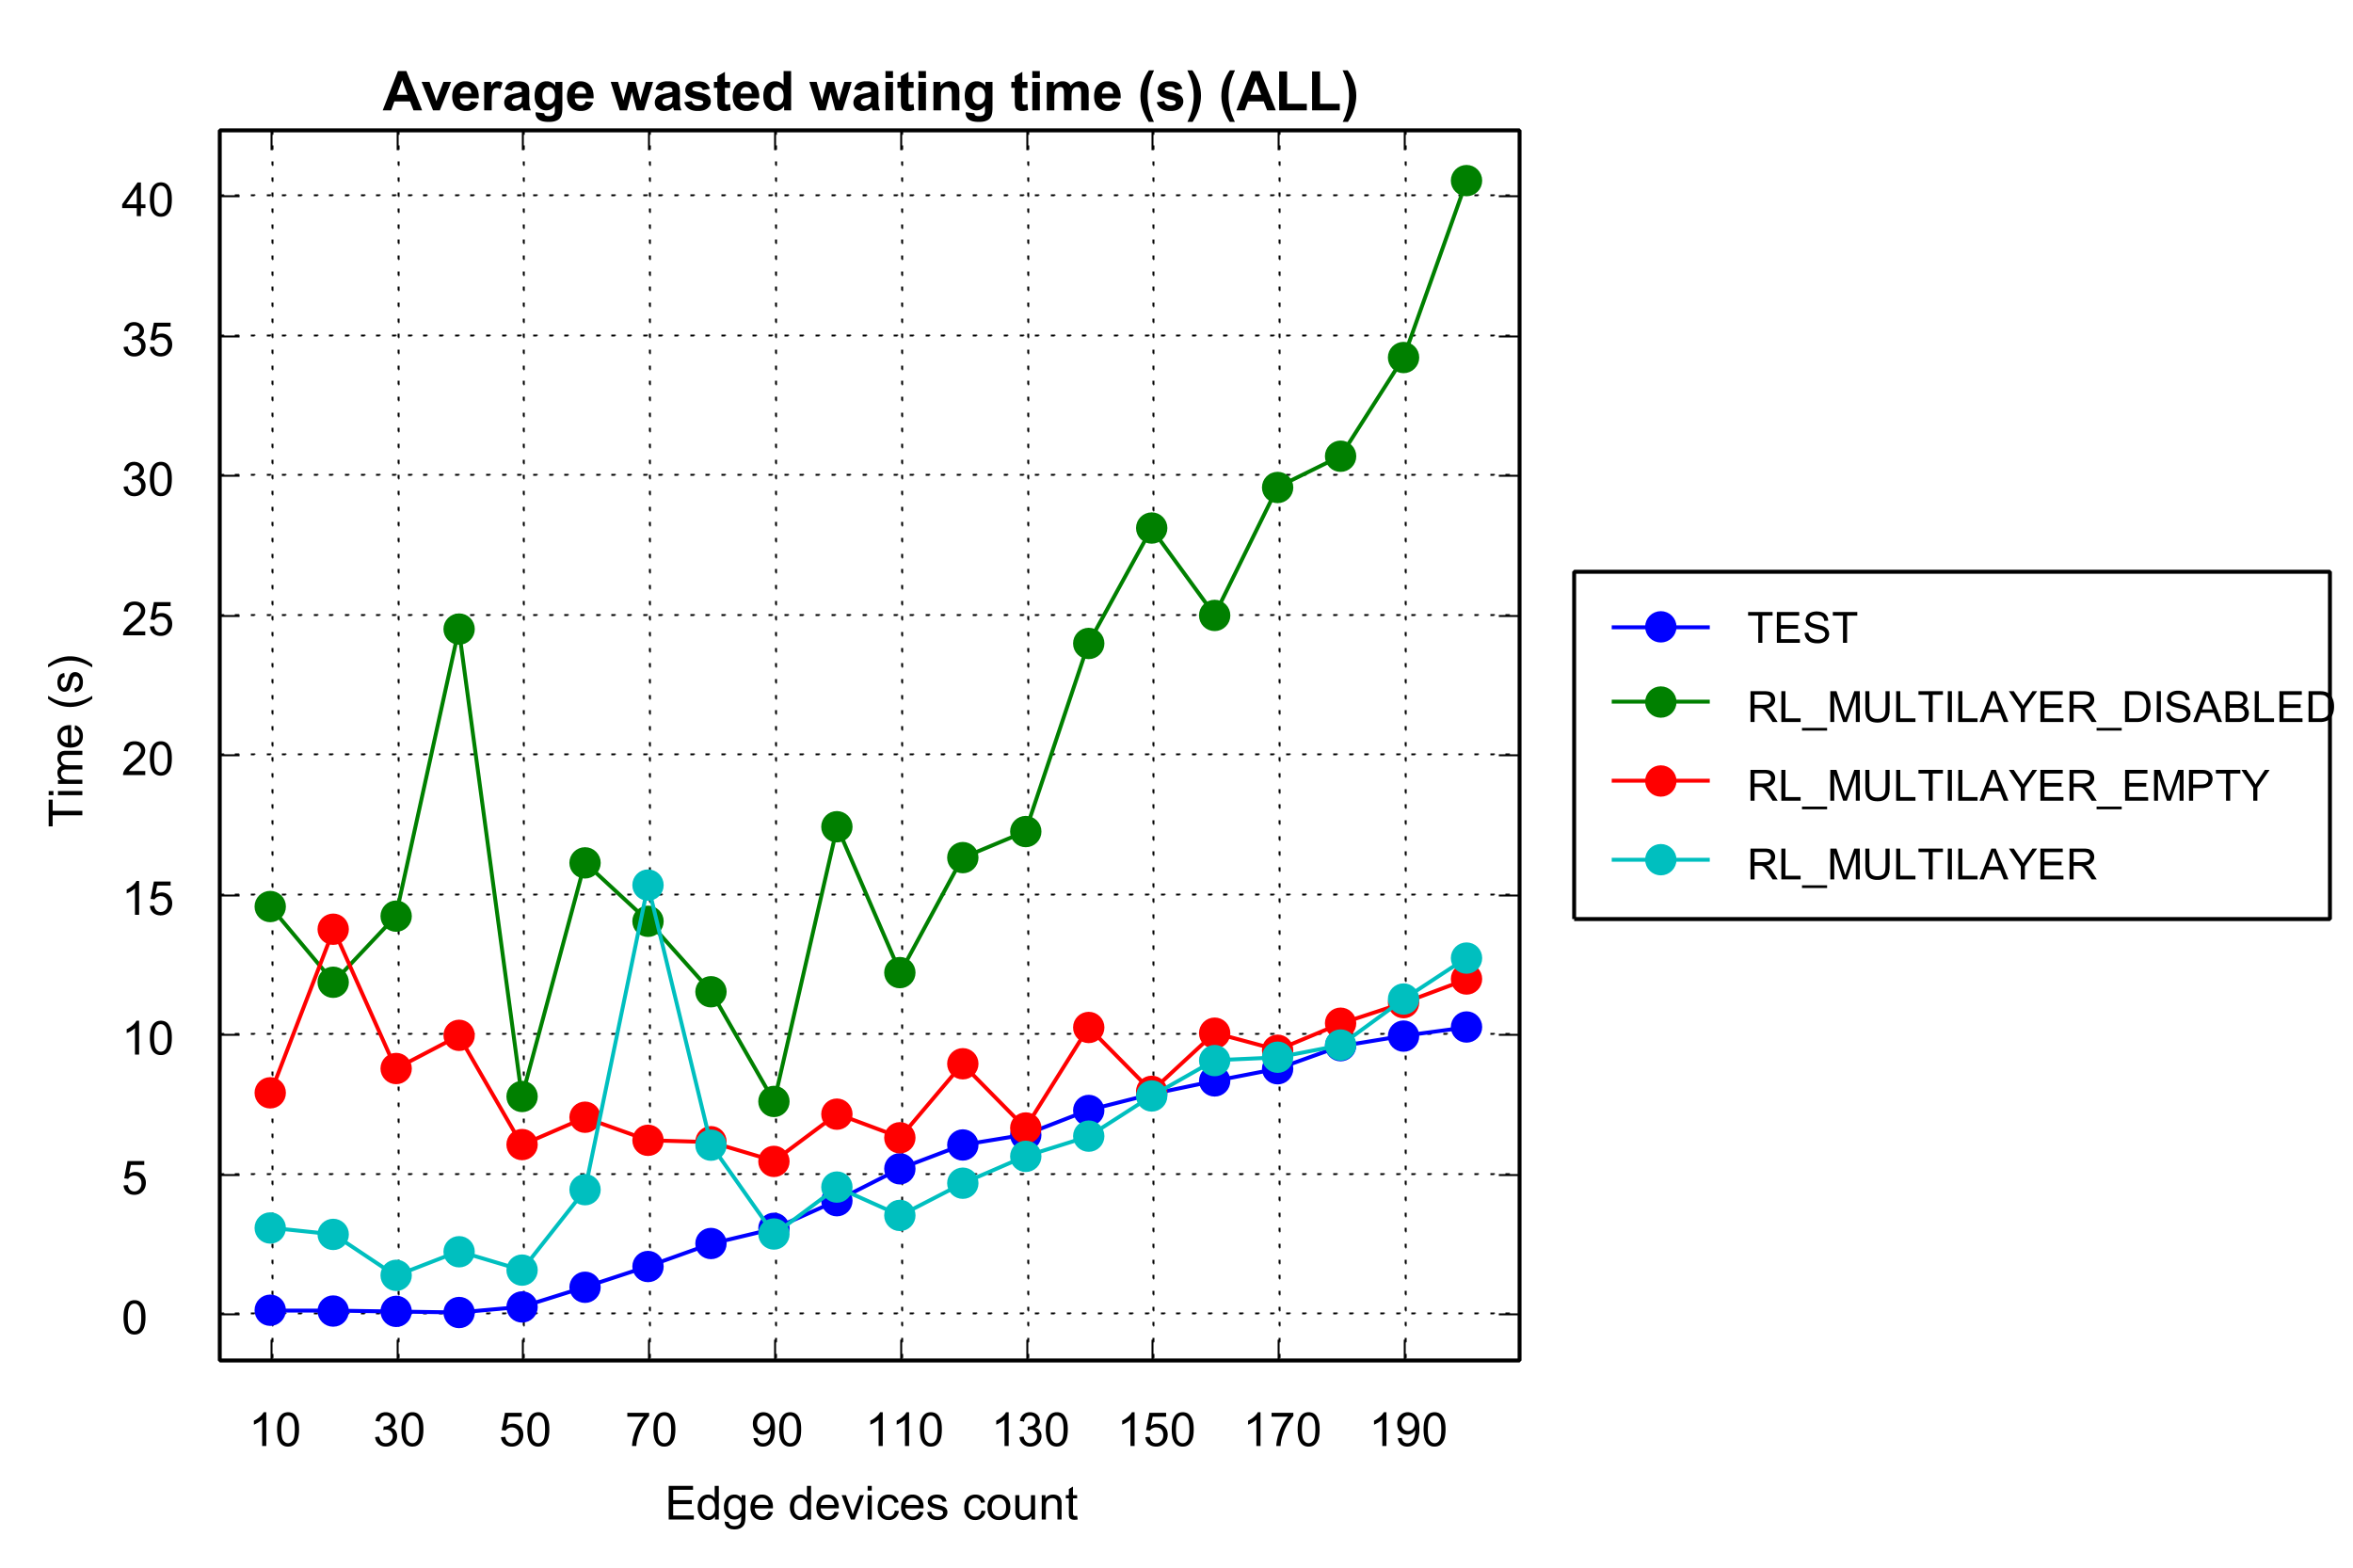 Average wasted waiting time (s) (ALL)
40
35
30
25
20
15
10
5
0
Time (s)
10 30 50 70 90 110 130 150 170 190
Edge devices count
TEST
RL_MULTILAYER_DISABLED
RL_MULTILAYER_EMPTY
RL_MULTILAYER